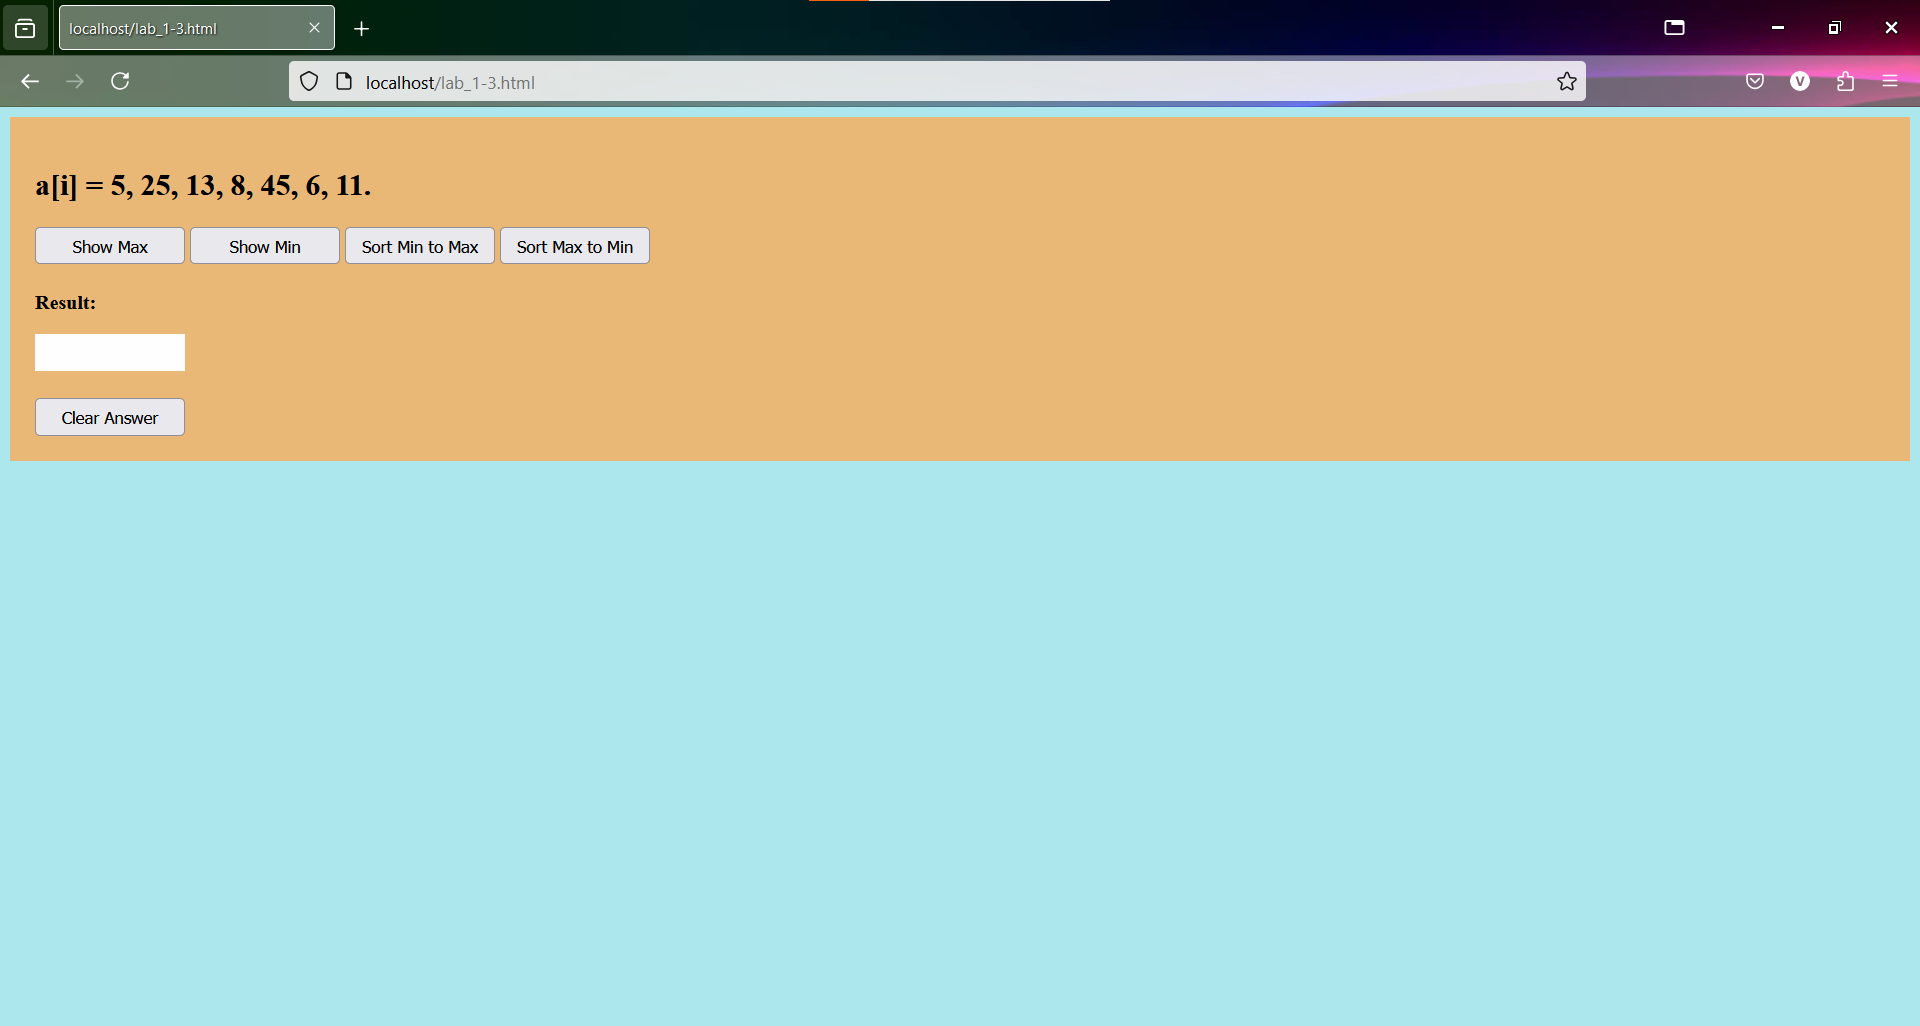 localhost/lab_1-3.html
localhost/lab_1-3.html
V
a[i] = 5, 25, 13, 8, 45, 6, 11.
Show Max Show Min Sort Min to Max Sort Max to Min
Result:
Clear Answer